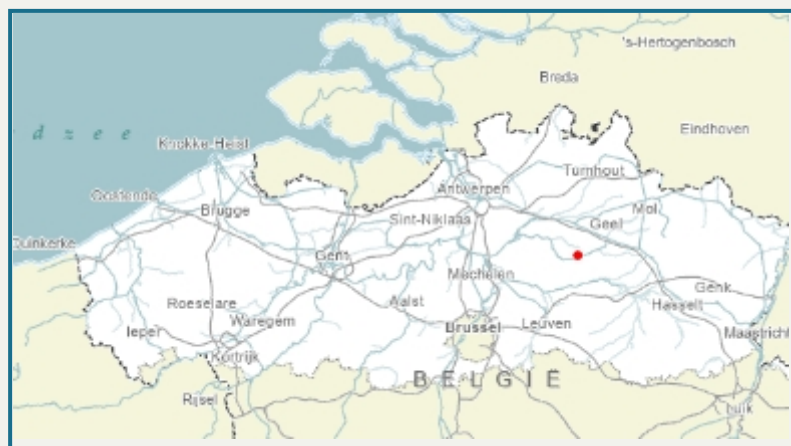 's-Hertogenbosch
Breda
Eindhoven
d z e e
Knokke-Heist
Turnhout
Antwerpen
Oostende
Mol
Brugge
Sint-Niklaas
Geel
Duinkerke
Gent
Mechelen
Genk
Roeselare
Aalst
Hasselt
Ieper
Waregem
Brussel
Leuven
Maastricht
Kortrijk
BELGIË
Rijsel
Luik